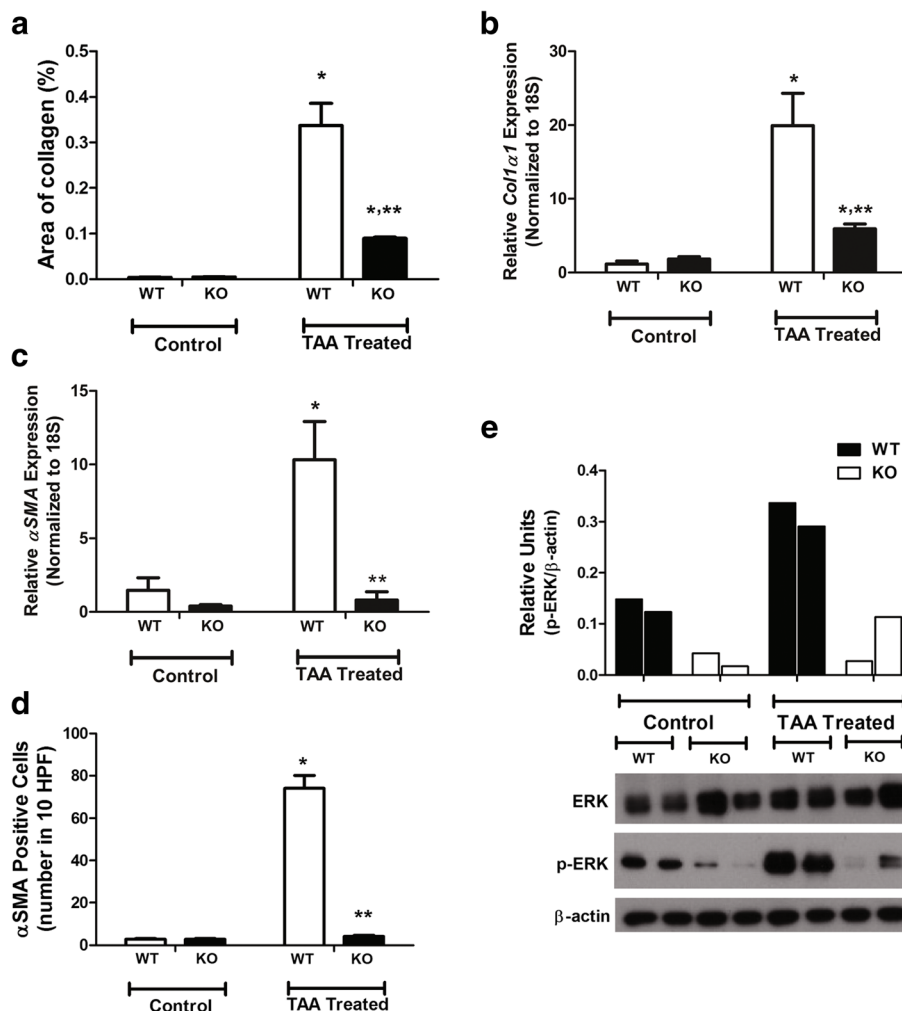 a
Area of collagen (%)
0.5
0.4
0.3
0.2
0.1
0.0
*
*,**
WT
KO
WT
KO
Control
TAA Treated
b
Relative Col1α1 Expression
(Normalized to 18S)
30
20
10
0
*
*,**
WT
KO
WT
KO
Control
TAA Treated
c
Relative αSMA Expression
(Normalized to 18S)
15
10
5
0
*
**
WT
KO
WT
KO
Control
TAA Treated
d
αSMA Positive Cells
(number in 10 HPF)
100
80
60
40
20
0
*
**
WT
KO
WT
KO
Control
TAA Treated
e
WT
KO
Relative Units
(p-ERK/β-actin)
0.4
0.3
0.2
0.1
0.0
Control
TAA Treated
WT
KO
WT
KO
ERK
p-ERK
β-actin